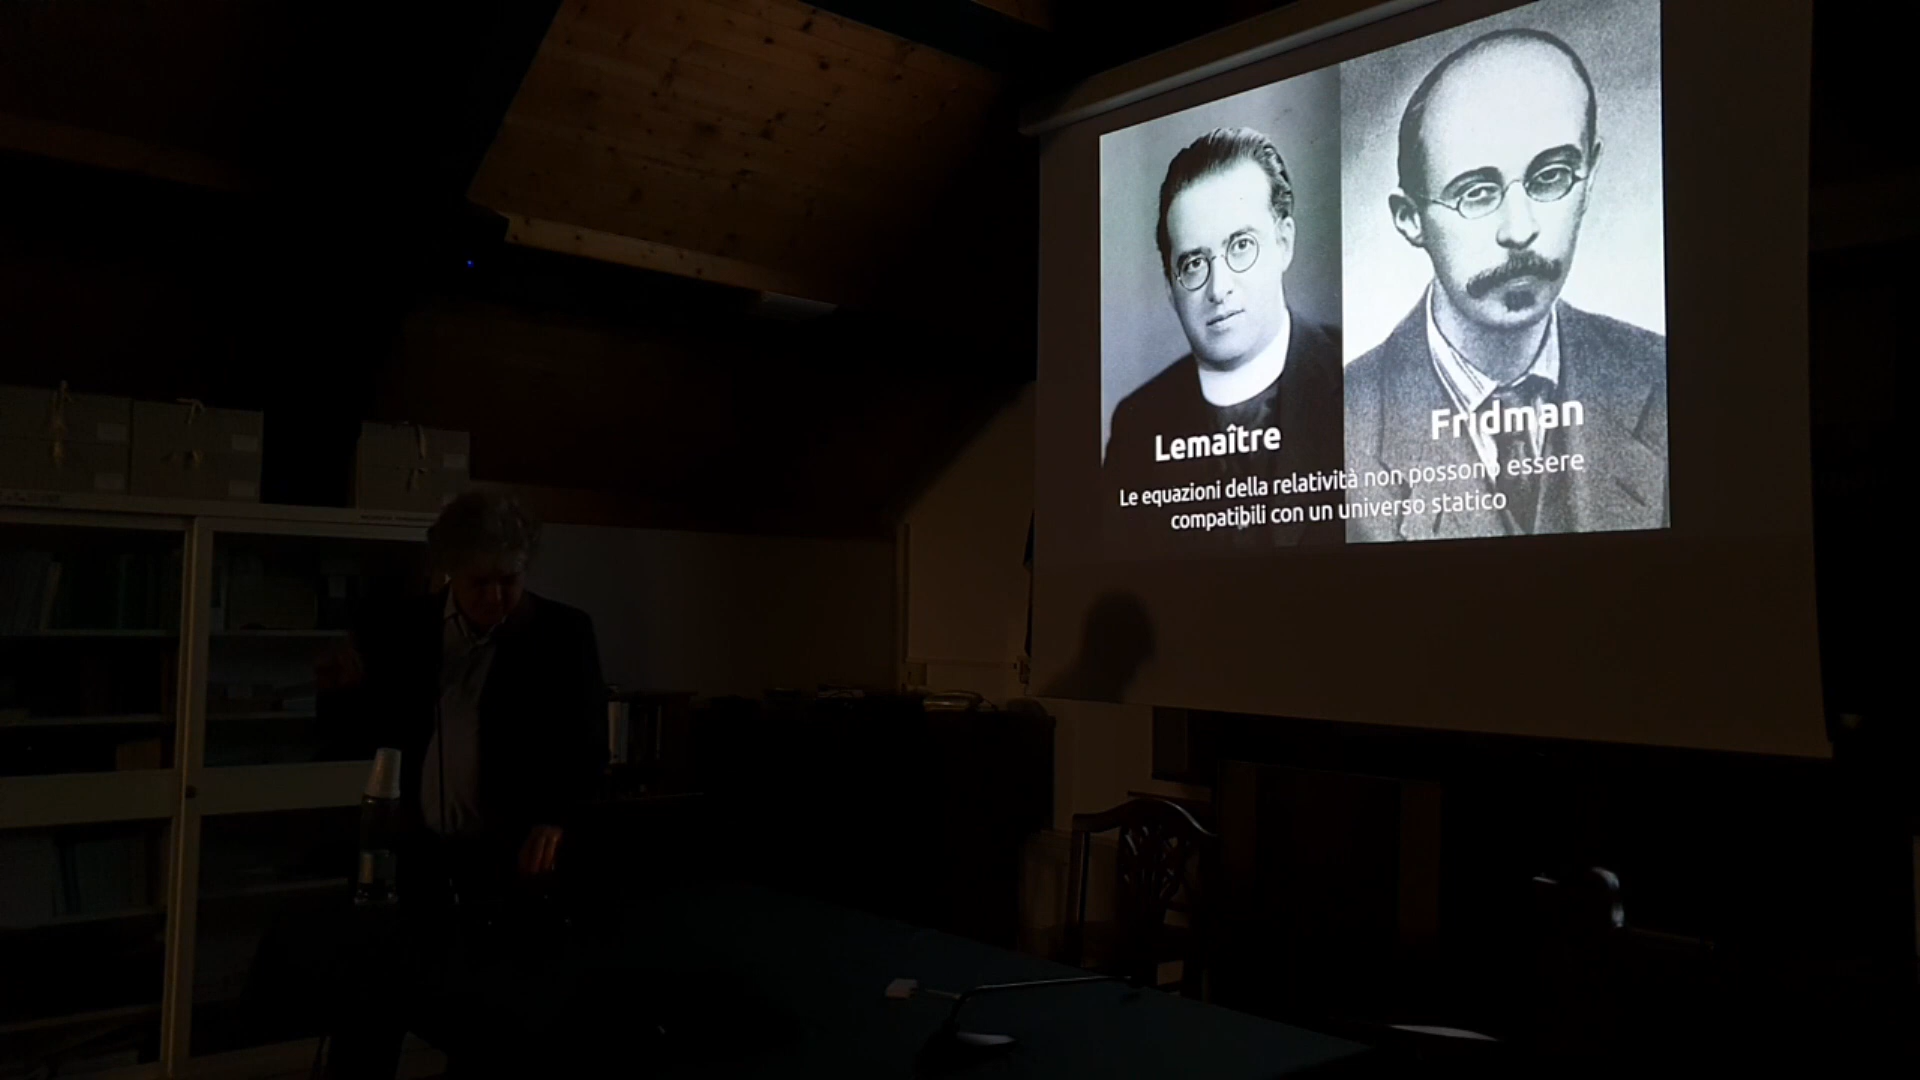 Lemaître
Fridman
Le equazioni della relatività non possono essere
compatibili con un universo statico